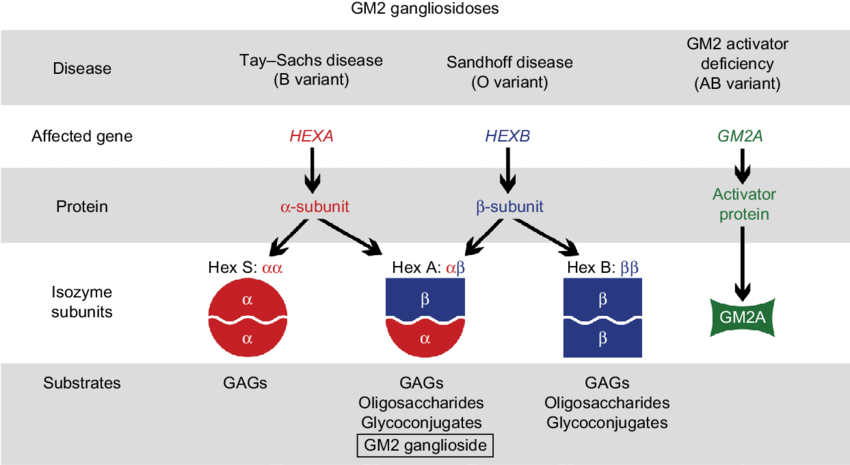 GM2 gangliosidoses
Disease
Tay–Sachs disease
(B variant)
Sandhoff disease
(O variant)
GM2 activator
deficiency
(AB variant)
Affected gene
HEXA
HEXB
GM2A
Protein
α-subunit
β-subunit
Activator
protein
Isozyme
subunits
Hex S: αα
α
α
Hex A: αβ
β
α
Hex B: ββ
β
β
GM2A
Substrates
GAGs
GAGs
Oligosaccharides
Glycoconjugates
GM2 ganglioside
GAGs
Oligosaccharides
Glycoconjugates